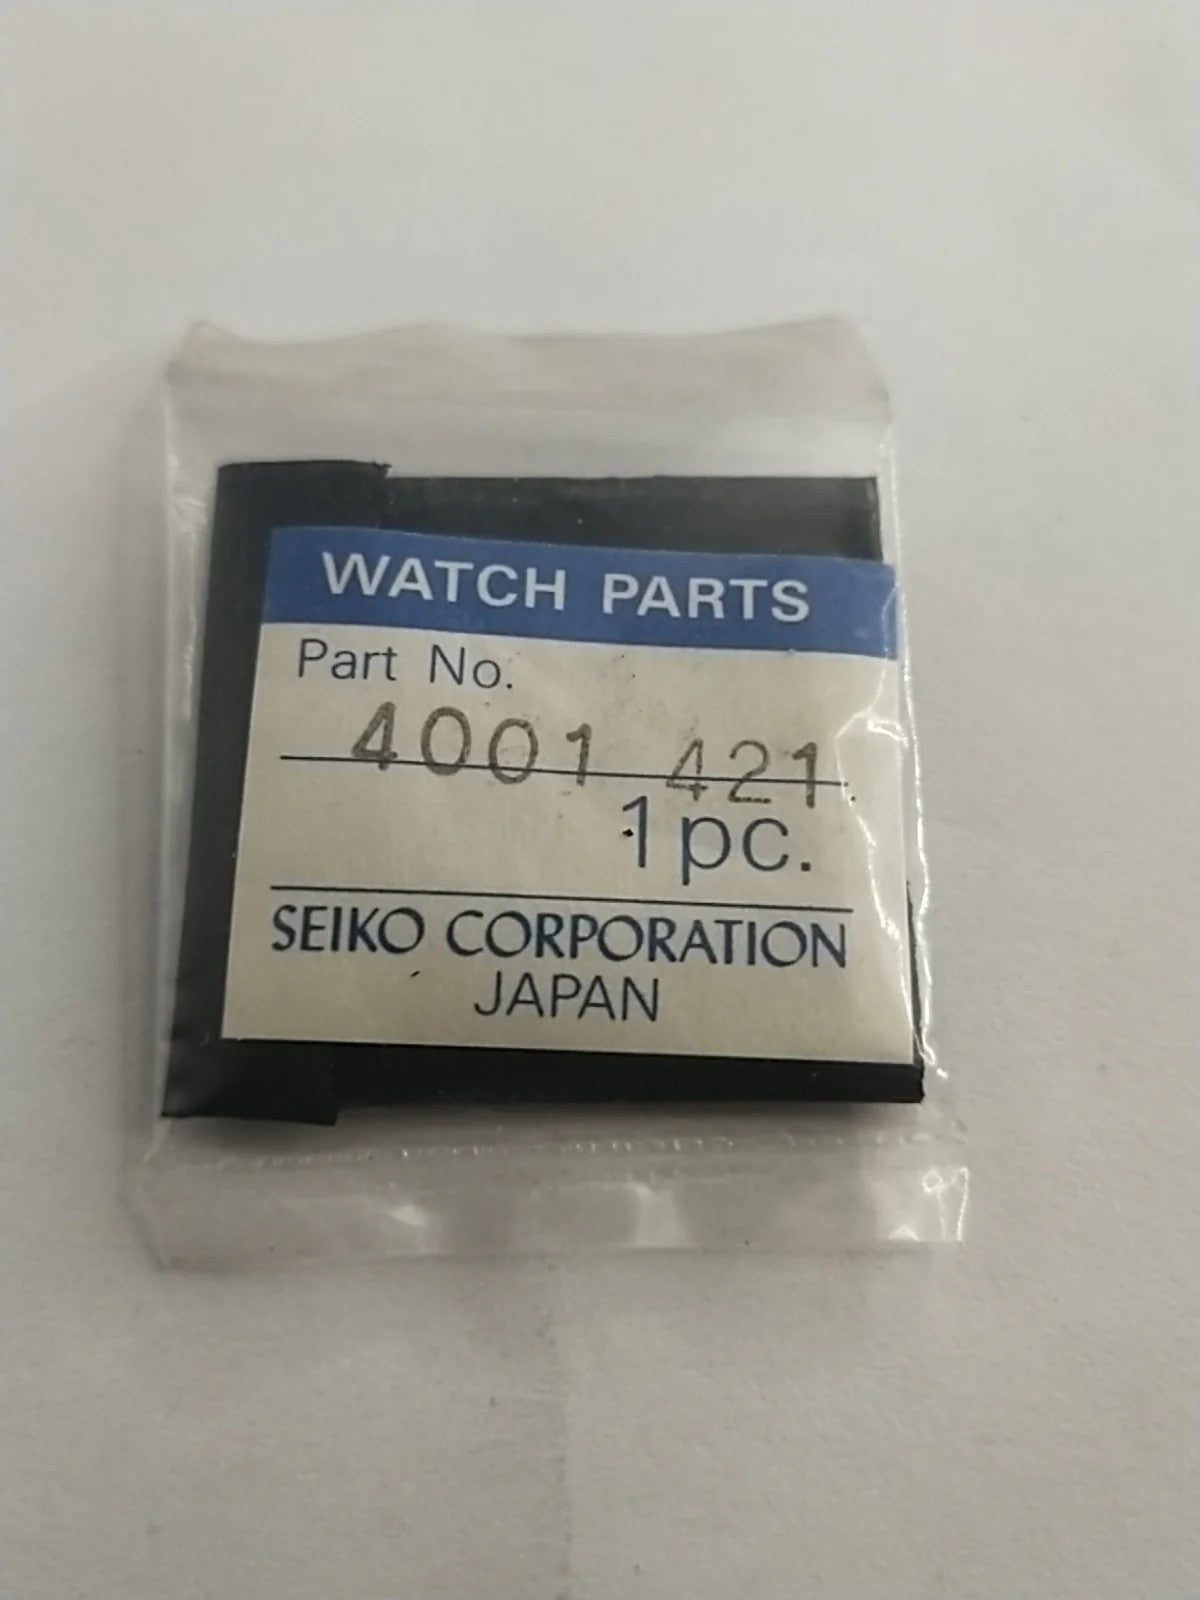 WATCH PARTS
Part No.
4001 421
1pc.
SEIKO CORPORATION
JAPAN